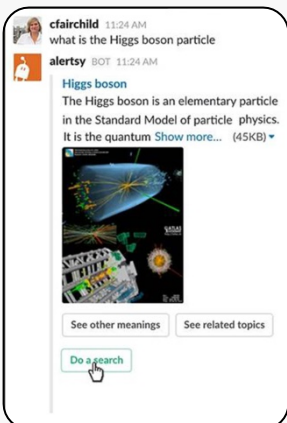 cfairchild 11:24 AM
what is the Higgs boson particle
alertsy BOT 11:24 AM
Higgs boson
The Higgs boson is an elementary particle
in the Standard Model of particle physics.
It is the quantum Show more... (45KB)
See other meanings See related topics
Do a search